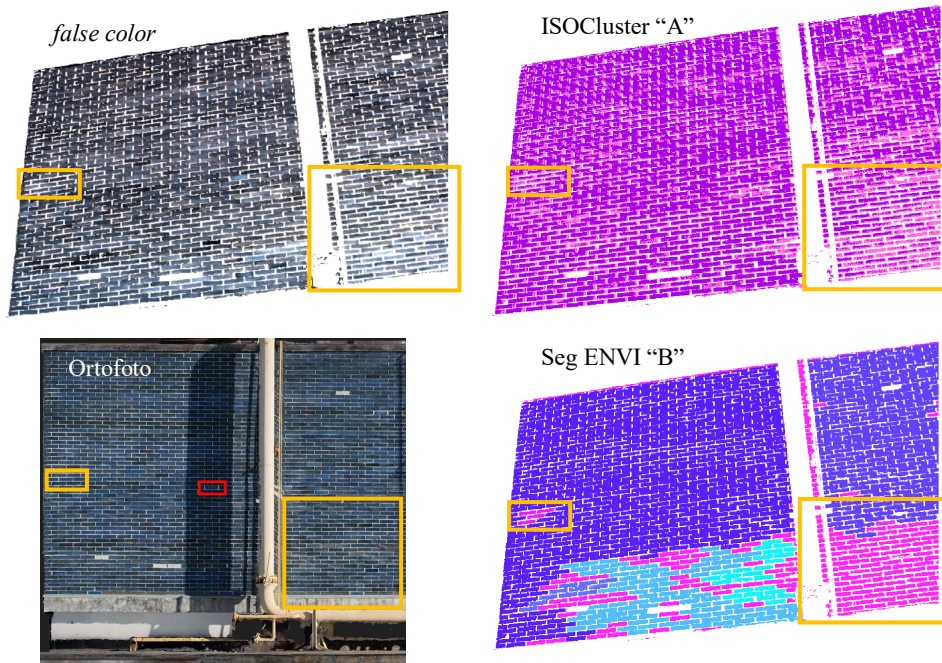 false color
ISOCluster “A”
Ortofoto
Seg ENVI “B”